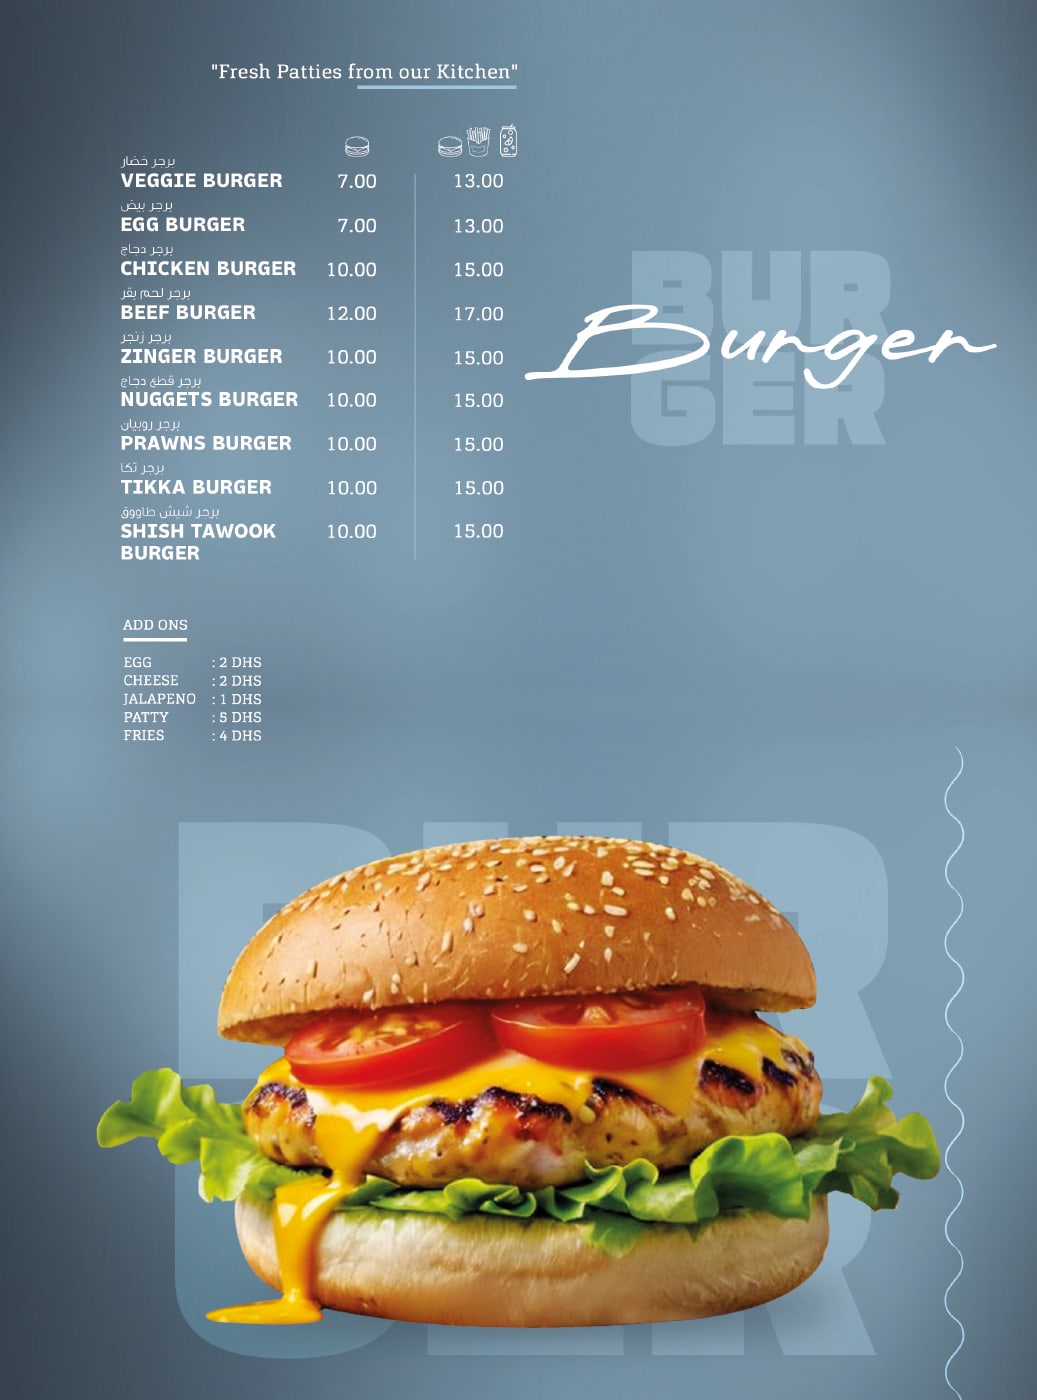 "Fresh Patties from our Kitchen"
برجر خضار
VEGGIE BURGER 7.00 13.00
برجر بيض
EGG BURGER 7.00 13.00
برجر دجاج
CHICKEN BURGER 10.00 15.00
برجر لحم بقر
BEEF BURGER 12.00 17.00
برجر زنجر
ZINGER BURGER 10.00 15.00
برجر قطع دجاج
NUGGETS BURGER 10.00 15.00
برجر روبيان
PRAWNS BURGER 10.00 15.00
برجر تكا
TIKKA BURGER 10.00 15.00
برجر شيش طاووق
SHISH TAWOOK 10.00 15.00
BURGER
BUR
Burger
GER
ADD ONS
EGG : 2 DHS
CHEESE : 2 DHS
JALAPENO : 1 DHS
PATTY : 5 DHS
FRIES : 4 DHS
BUR
GER